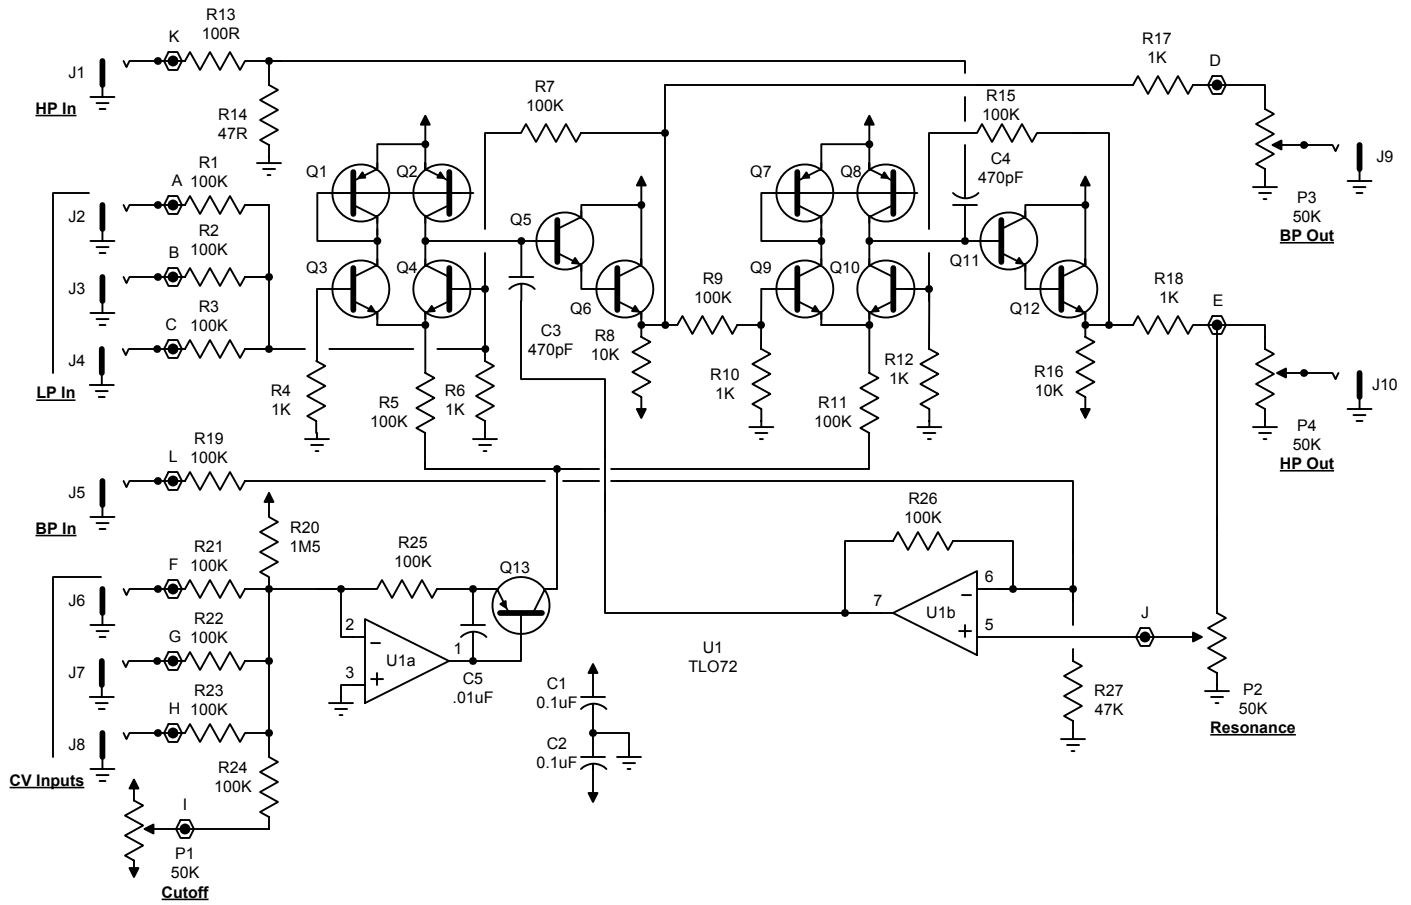 R13
100R
K
J1
HP In
R14
47R
R17
1K
D
R7
100K
R15
100K
C4
470pF
J9
P3
50K
BP Out
R1
100K
A
J2
R2
100K
B
J3
R3
100K
C
J4
LP In
Q1
Q2
Q3
Q4
Q5
Q6
Q7
Q8
Q9
Q10
Q11
Q12
R4
1K
R5
100K
R6
1K
C3
470pF
R8
10K
R9
100K
R10
1K
R11
100K
R12
1K
R16
10K
R18
1K
E
J10
P4
50K
HP Out
R19
100K
L
J5
BP In
R20
1M5
R21
100K
F
J6
R22
100K
G
J7
R23
100K
H
J8
CV Inputs
R24
100K
I
P1
50K
Cutoff
R25
100K
Q13
2
3
1
U1a
C5
.01uF
C1
0.1uF
C2
0.1uF
U1
TLO72
R26
100K
7
6
5
U1b
J
R27
47K
P2
50K
Resonance